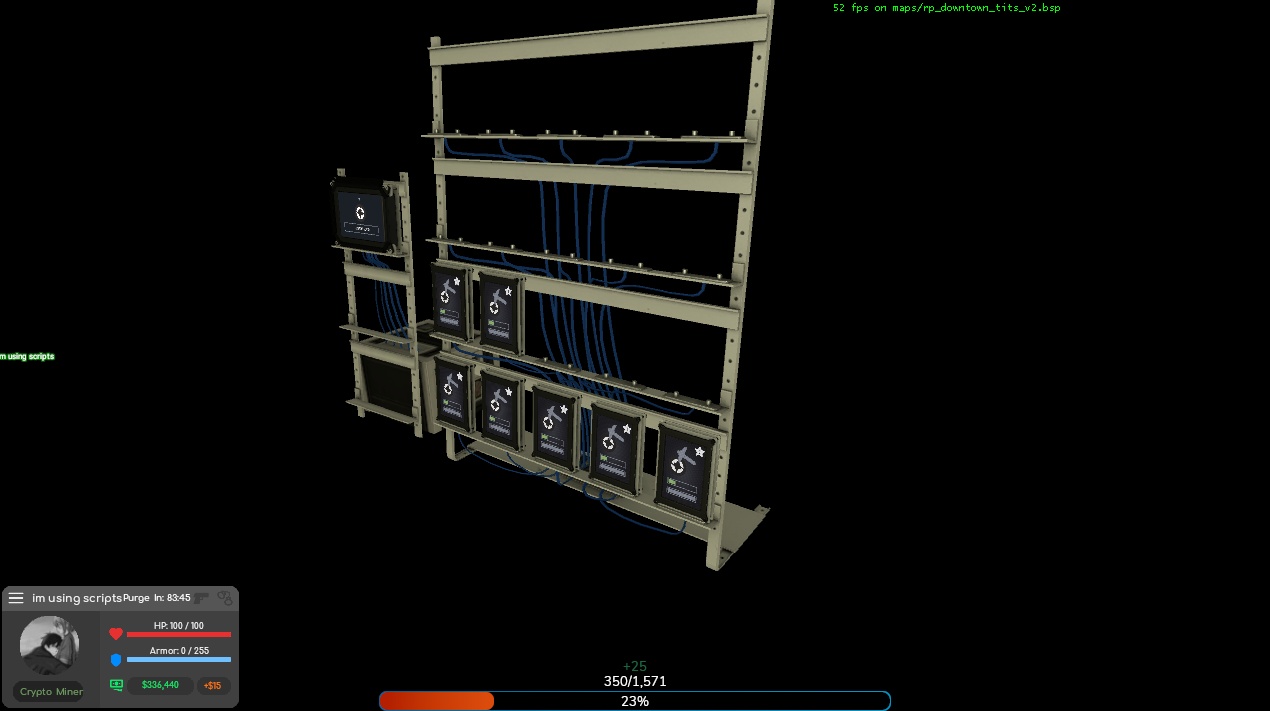 52 fps on maps/rp_downtown_tits_v2.bsp
m using scripts
im using scripts Purge In: 83:45
HP: 100 / 100
Armor: 0 / 255
Crypto Miner
$336,440
+$15
+25
350/1,571
23%